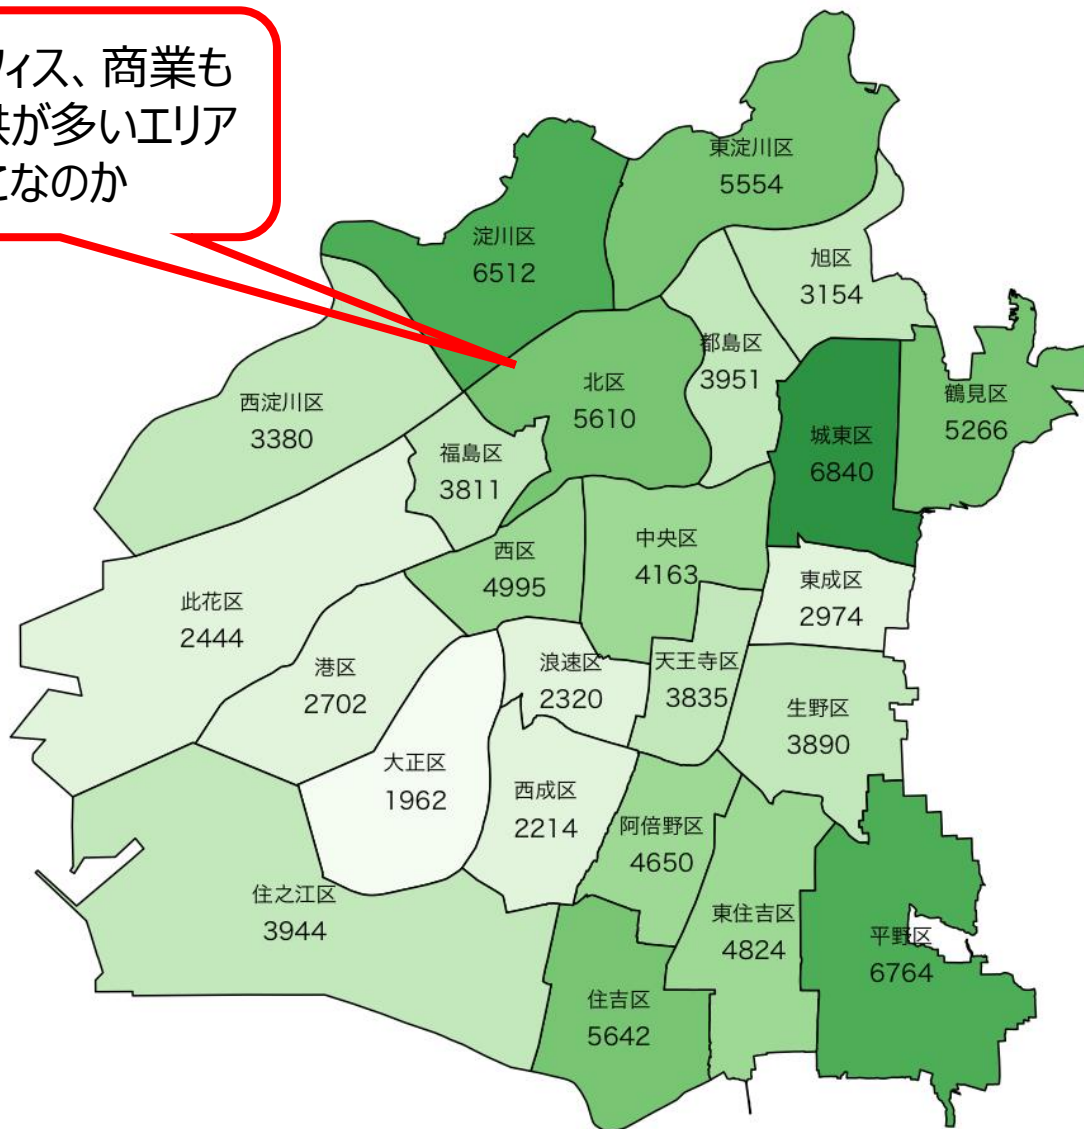 フィス、商業も
供が多いエリア
てなのか
東淀川区
5554
淀川区
6512
旭区
3154
都島区
3951
北区
5610
鶴見区
5266
西淀川区
3380
城東区
6840
福島区
3811
中央区
4163
西区
4995
東成区
2974
此花区
2444
港区
2702
浪速区
2320
天王寺区
3835
生野区
3890
大正区
1962
西成区
2214
阿倍野区
4650
住之江区
3944
東住吉区
4824
平野区
6764
住吉区
5642